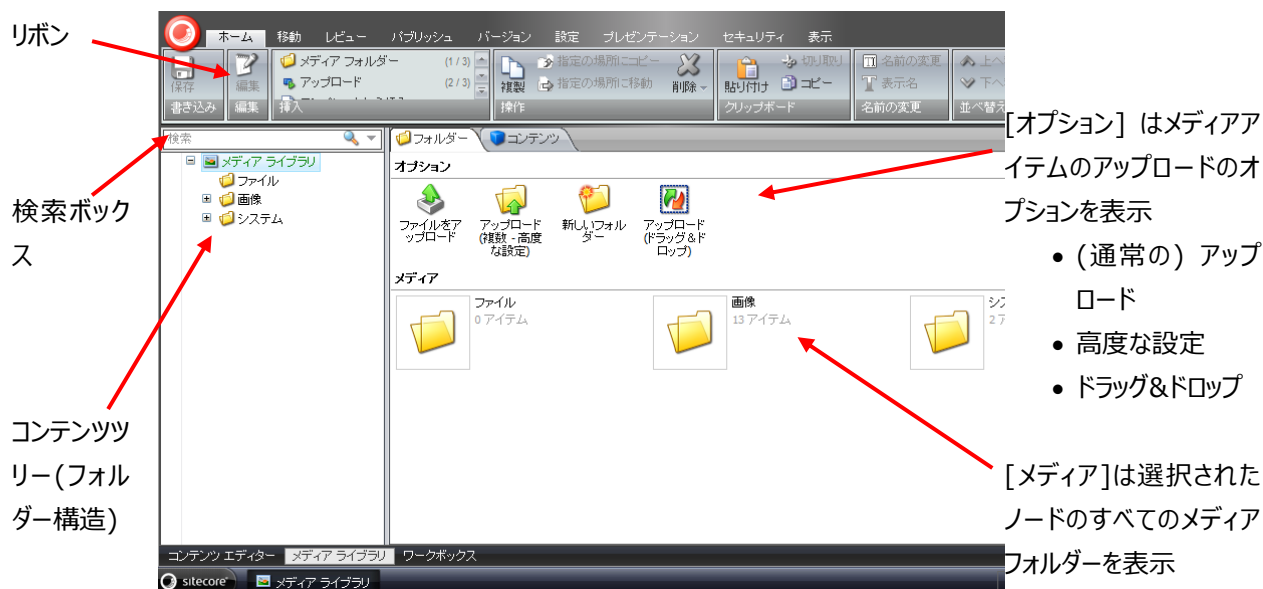 リボン
検索ボック
ス
コンテンツツ
リー(フォル
ダー構造)
ホーム 移動 レビュー パブリッシュ バージョン 設定 プレゼンテーション セキュリティ 表示
保存
書き込み
編集
編集
メディア フォルダー (1 / 3)
アップロード (2 / 3)
挿入
複製
指定の場所にコピー
指定の場所に移動
削除
操作
貼り付け
切り取り
コピー
クリップボード
名前の変更
表示名
名前の変更
上へ
下へ
並べ替え
検索
メディア ライブラリ
ファイル
画像
システム
フォルダー コンテンツ
オプション
ファイルをア
ップロード
アップロード
(複数 - 高度
な設定)
新しいフォル
ダー
アップロード
(ドラッグ & ド
ロップ)
メディア
ファイル
0 アイテム
画像
13 アイテム
コンテンツ エディター メディア ライブラリ ワークボックス
sitecore メディア ライブラリ
[オプション] はメディアア
イテムのアップロードのオ
プションを表示
• (通常の) アップ
ロード
• 高度な設定
• ドラッグ&ドロップ
[メディア]は選択された
ノードのすべてのメディア
フォルダーを表示